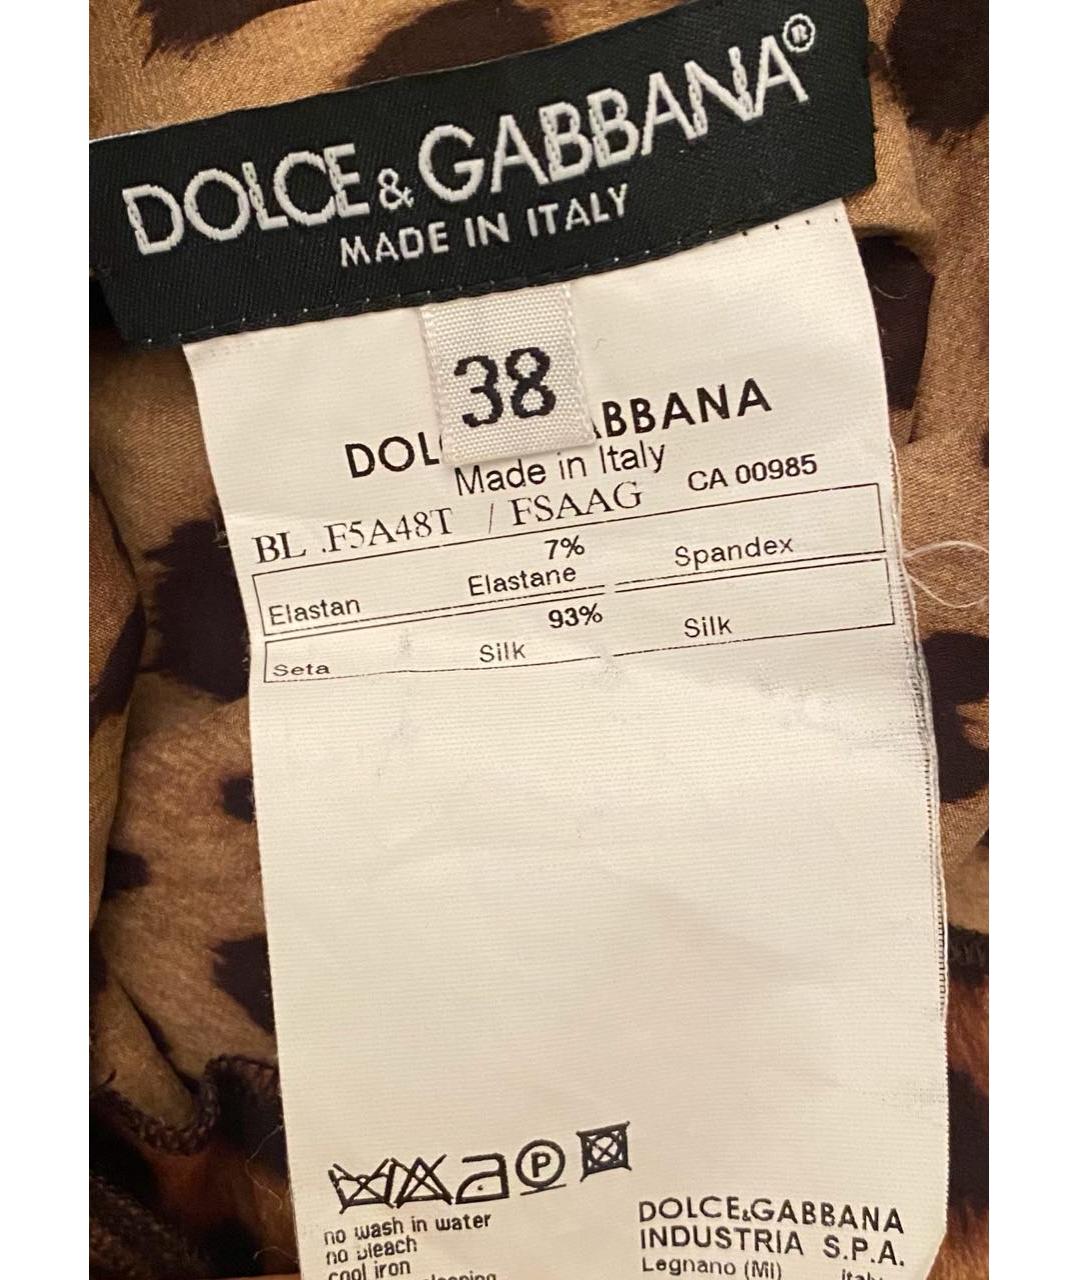 DOLCE & GABBANA®
MADE IN ITALY
38
DOL BBANA
Made in Italy
BL .F5A48T / FSAAG CA 00985
7%
Elastan Elastane Spandex
93%
Seta Silk Silk
P
no wash in water
no bleach
cool iron
DOLCE&GABBANA
INDUSTRIA S.P.A.
Legnano (MI)